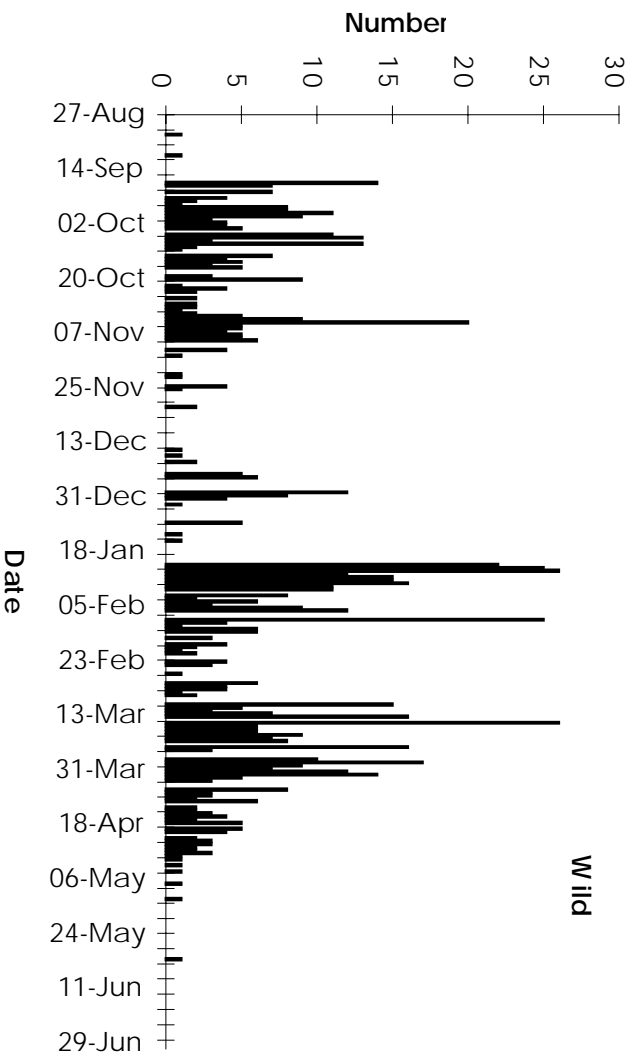 Number
0
5
10
15
20
25
30
27-Aug
14-Sep
02-Oct
20-Oct
07-Nov
25-Nov
13-Dec
31-Dec
18-Jan
05-Feb
23-Feb
13-Mar
31-Mar
18-Apr
06-May
24-May
11-Jun
29-Jun
Date
Wild